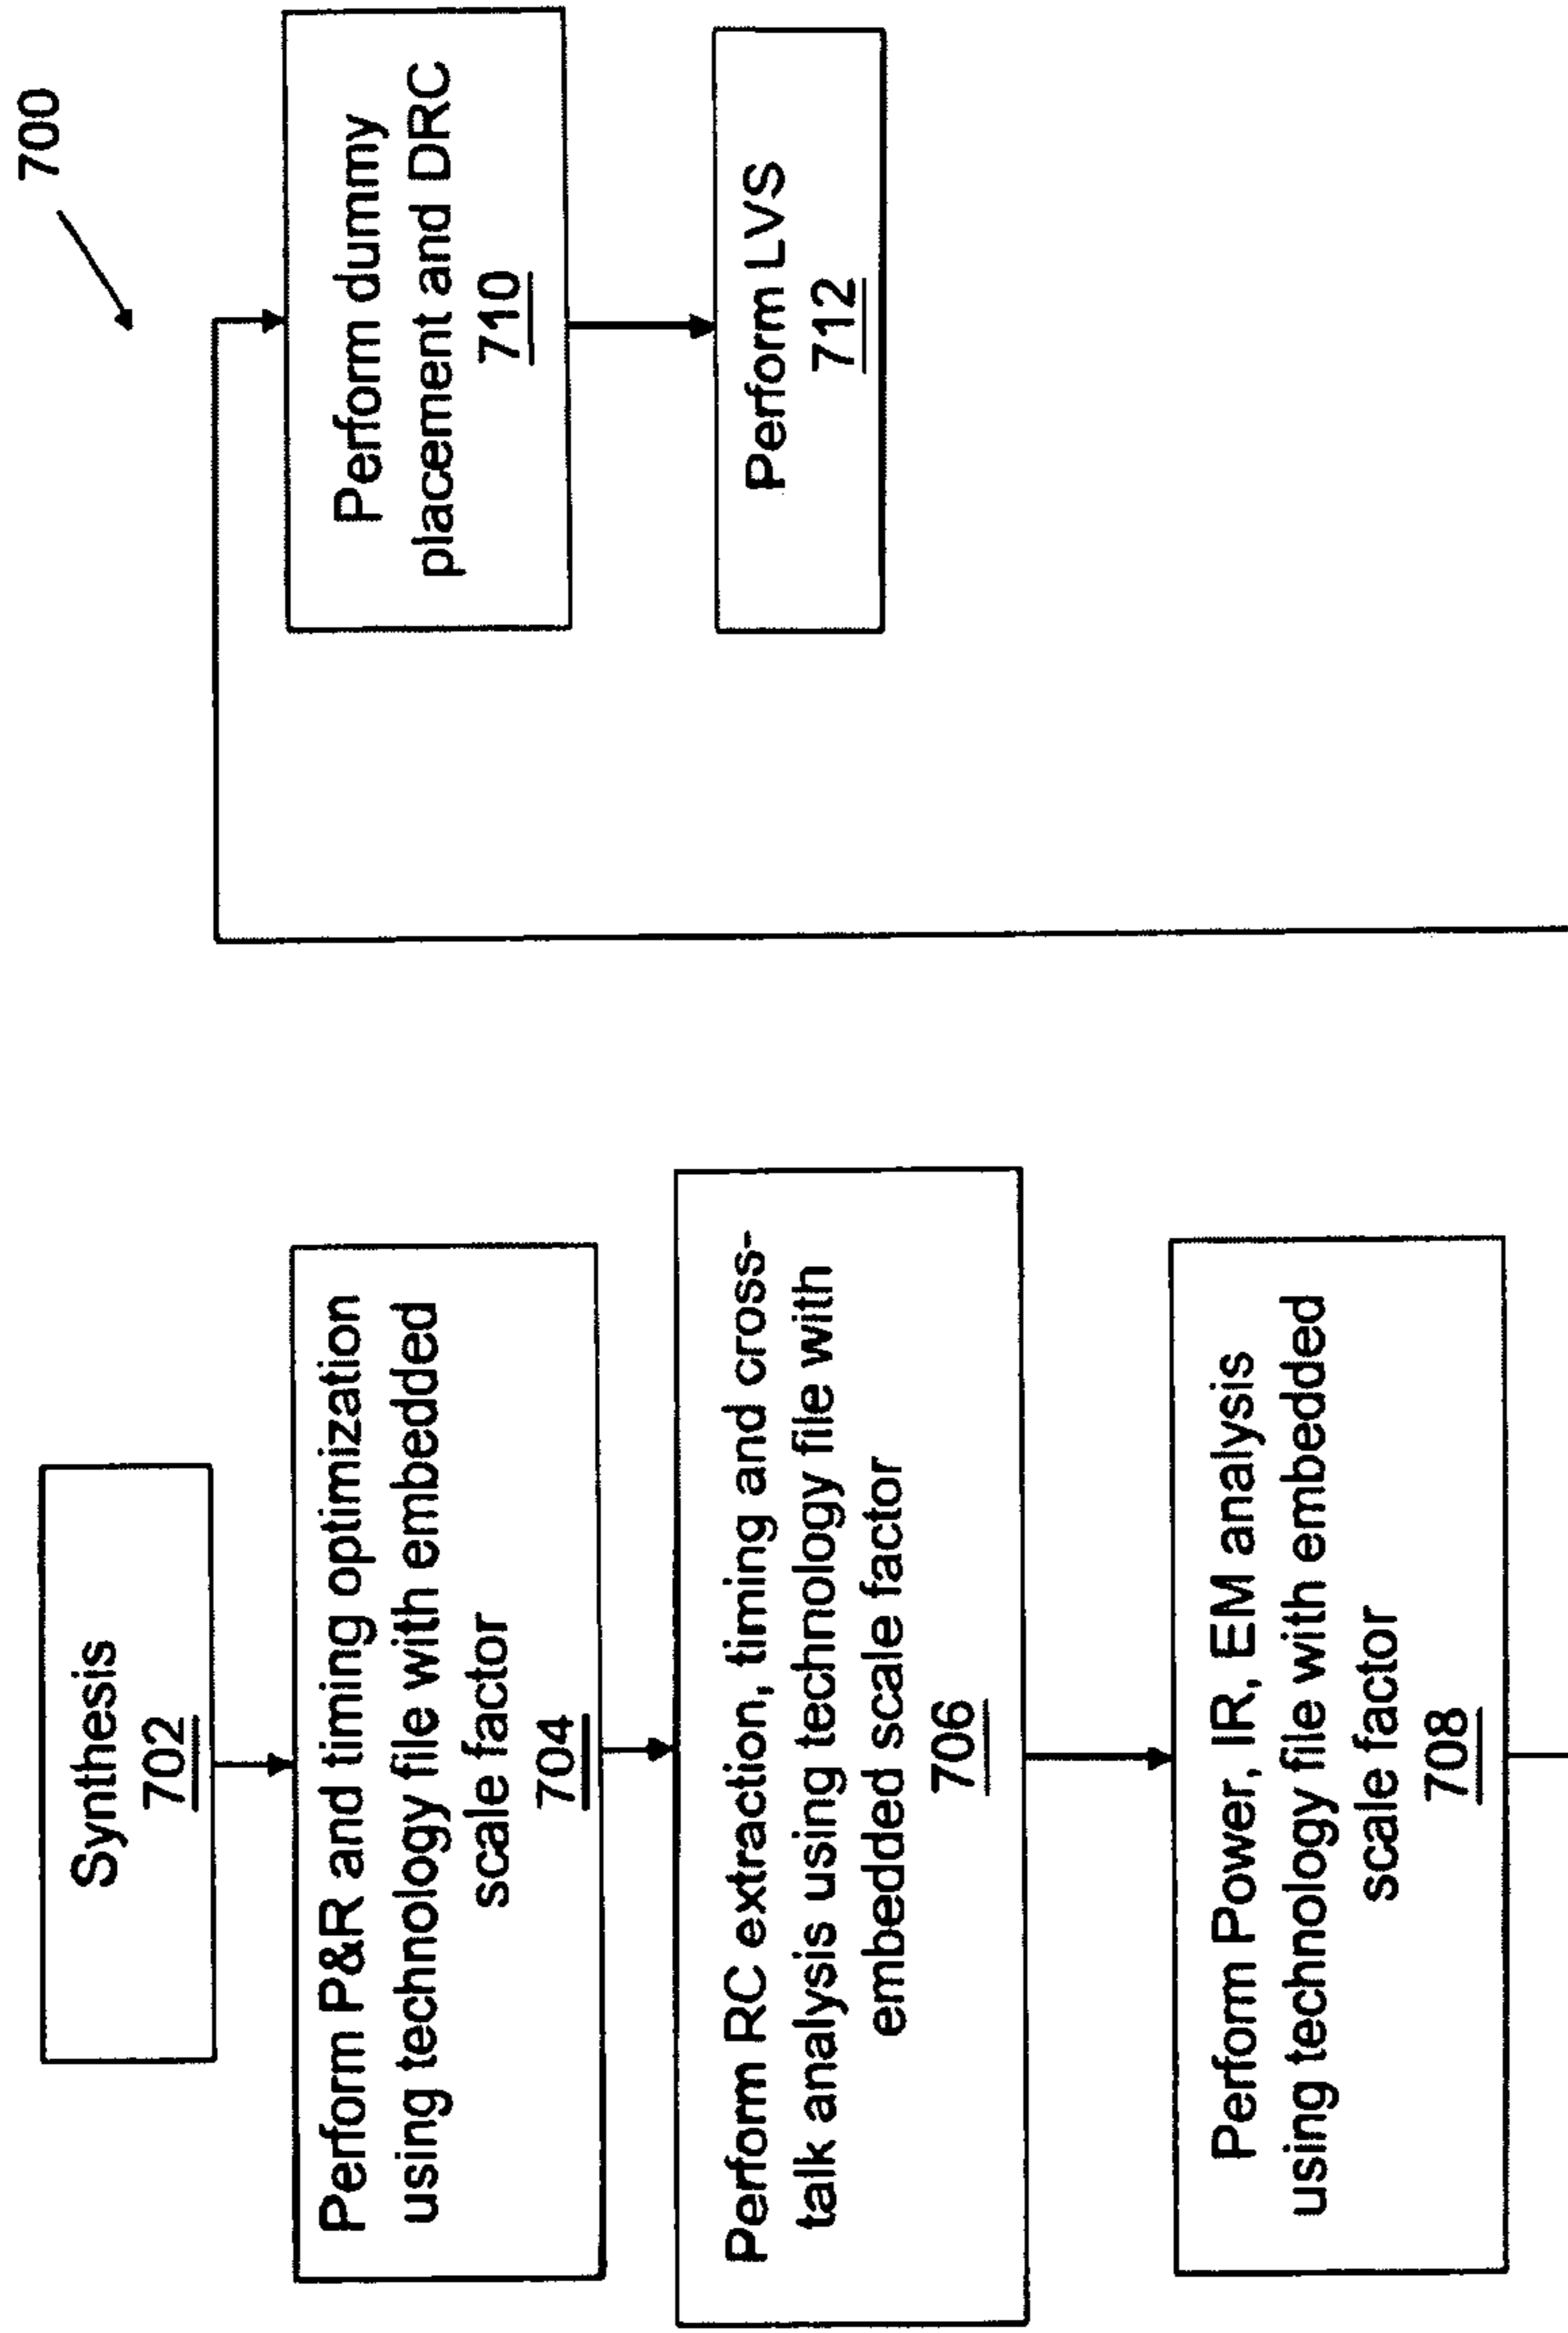 700
Synthesis
702
Perform P&R and timing optimization
using technology file with embedded
scale factor
704
Perform RC extraction, timing and cross-
talk analysis using technology file with
embedded scale factor
706
Perform Power, IR, EM analysis
using technology file with embedded
scale factor
708
Perform dummy
placement and DRC
710
Perform LVS
712